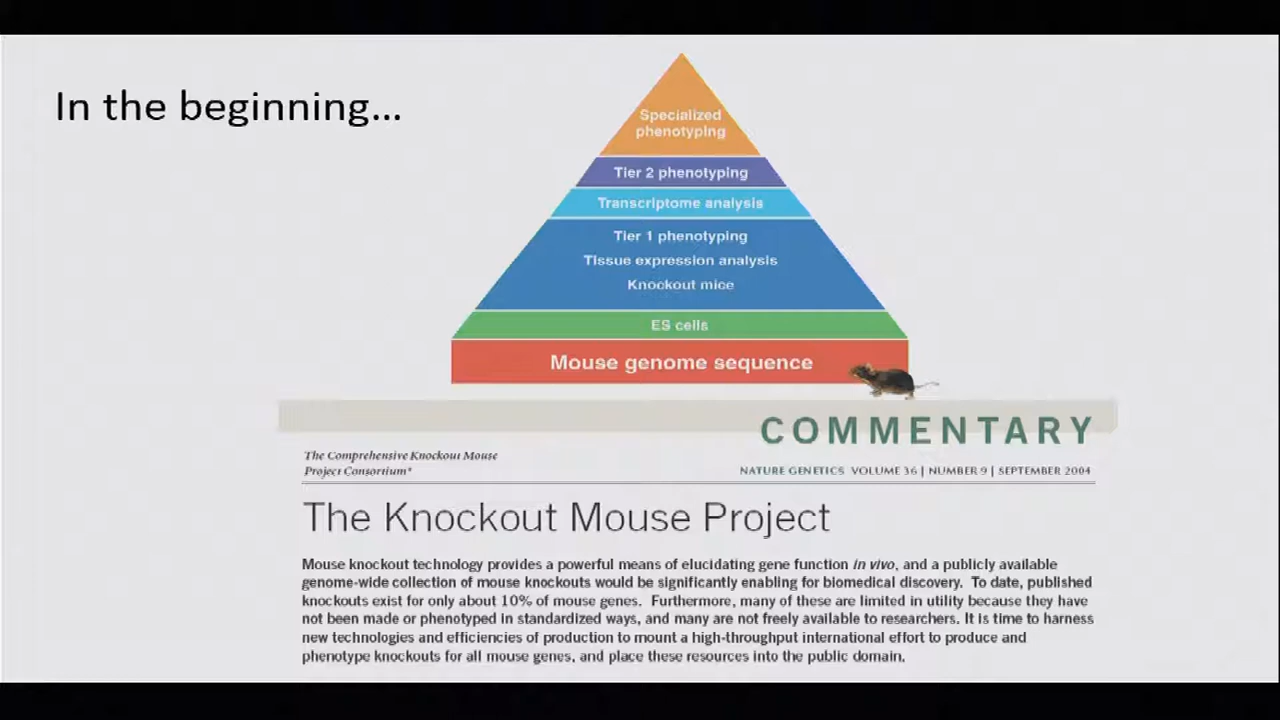 In the beginning...
Specialized
phenotyping
Tier 2 phenotyping
Transcriptome analysis
Tier 1 phenotyping
Tissue expression analysis
Knockout mice
ES cells
Mouse genome sequence
COMMENTARY
The Comprehensive Knockout Mouse
Project Consortium*
NATURE GENETICS VOLUME 36 | NUMBER 9 | SEPTEMBER 2004
The Knockout Mouse Project
Mouse knockout technology provides a powerful means of elucidating gene function in vivo, and a publicly available
genome-wide collection of mouse knockouts would be significantly enabling for biomedical discovery. To date, published
knockouts exist for only about 10% of mouse genes. Furthermore, many of these are limited in utility because they have
not been made or phenotyped in standardized ways, and many are not freely available to researchers. It is time to harness
new technologies and efficiencies of production to mount a high-throughput international effort to produce and
phenotype knockouts for all mouse genes, and place these resources into the public domain.